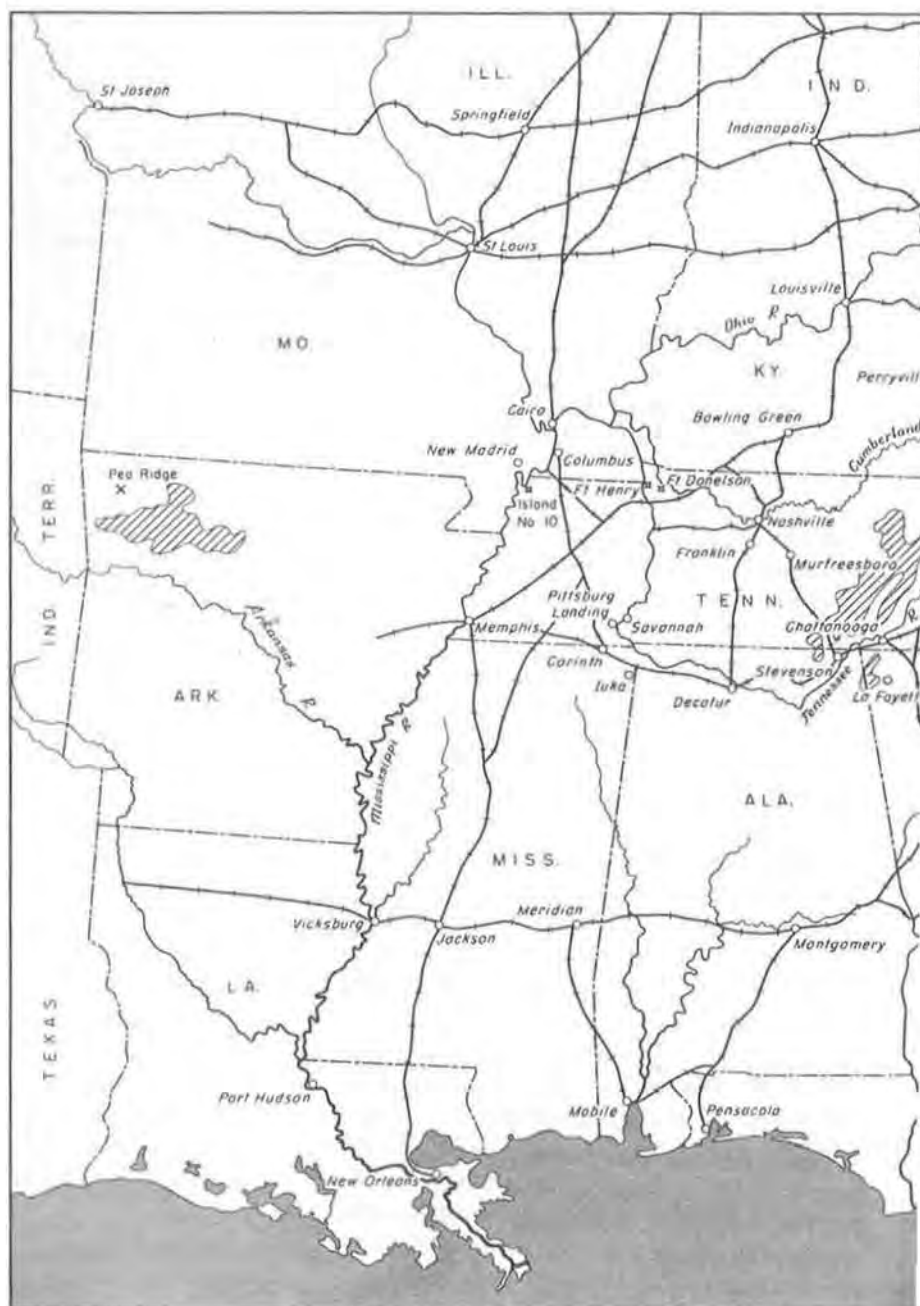 ILL.
IND.
St Joseph
Springfield
Indianapolis
St Louis
Louisville
Ohio R
MO.
KY.
Perryvill
Cairo
Bowling Green
Cumberland
New Madrid
Columbus
Pea Ridge
Ft Henry
Ft Donelson
Island
No 10
TERR.
Nashville
Franklin
Murfreesboro
Pittsburg
Landing
TENN.
Chattanooga
Arkansas R
Memphis
Savannah
IND.
Corinth
Stevenson
Iuka
Tennessee
La Fayet
ARK.
Decatur
Mississippi R
ALA.
MISS.
Vicksburg
Meridian
Jackson
Montgomery
LA.
TEXAS
Port Hudson
Mobile
Pensacola
New Orleans